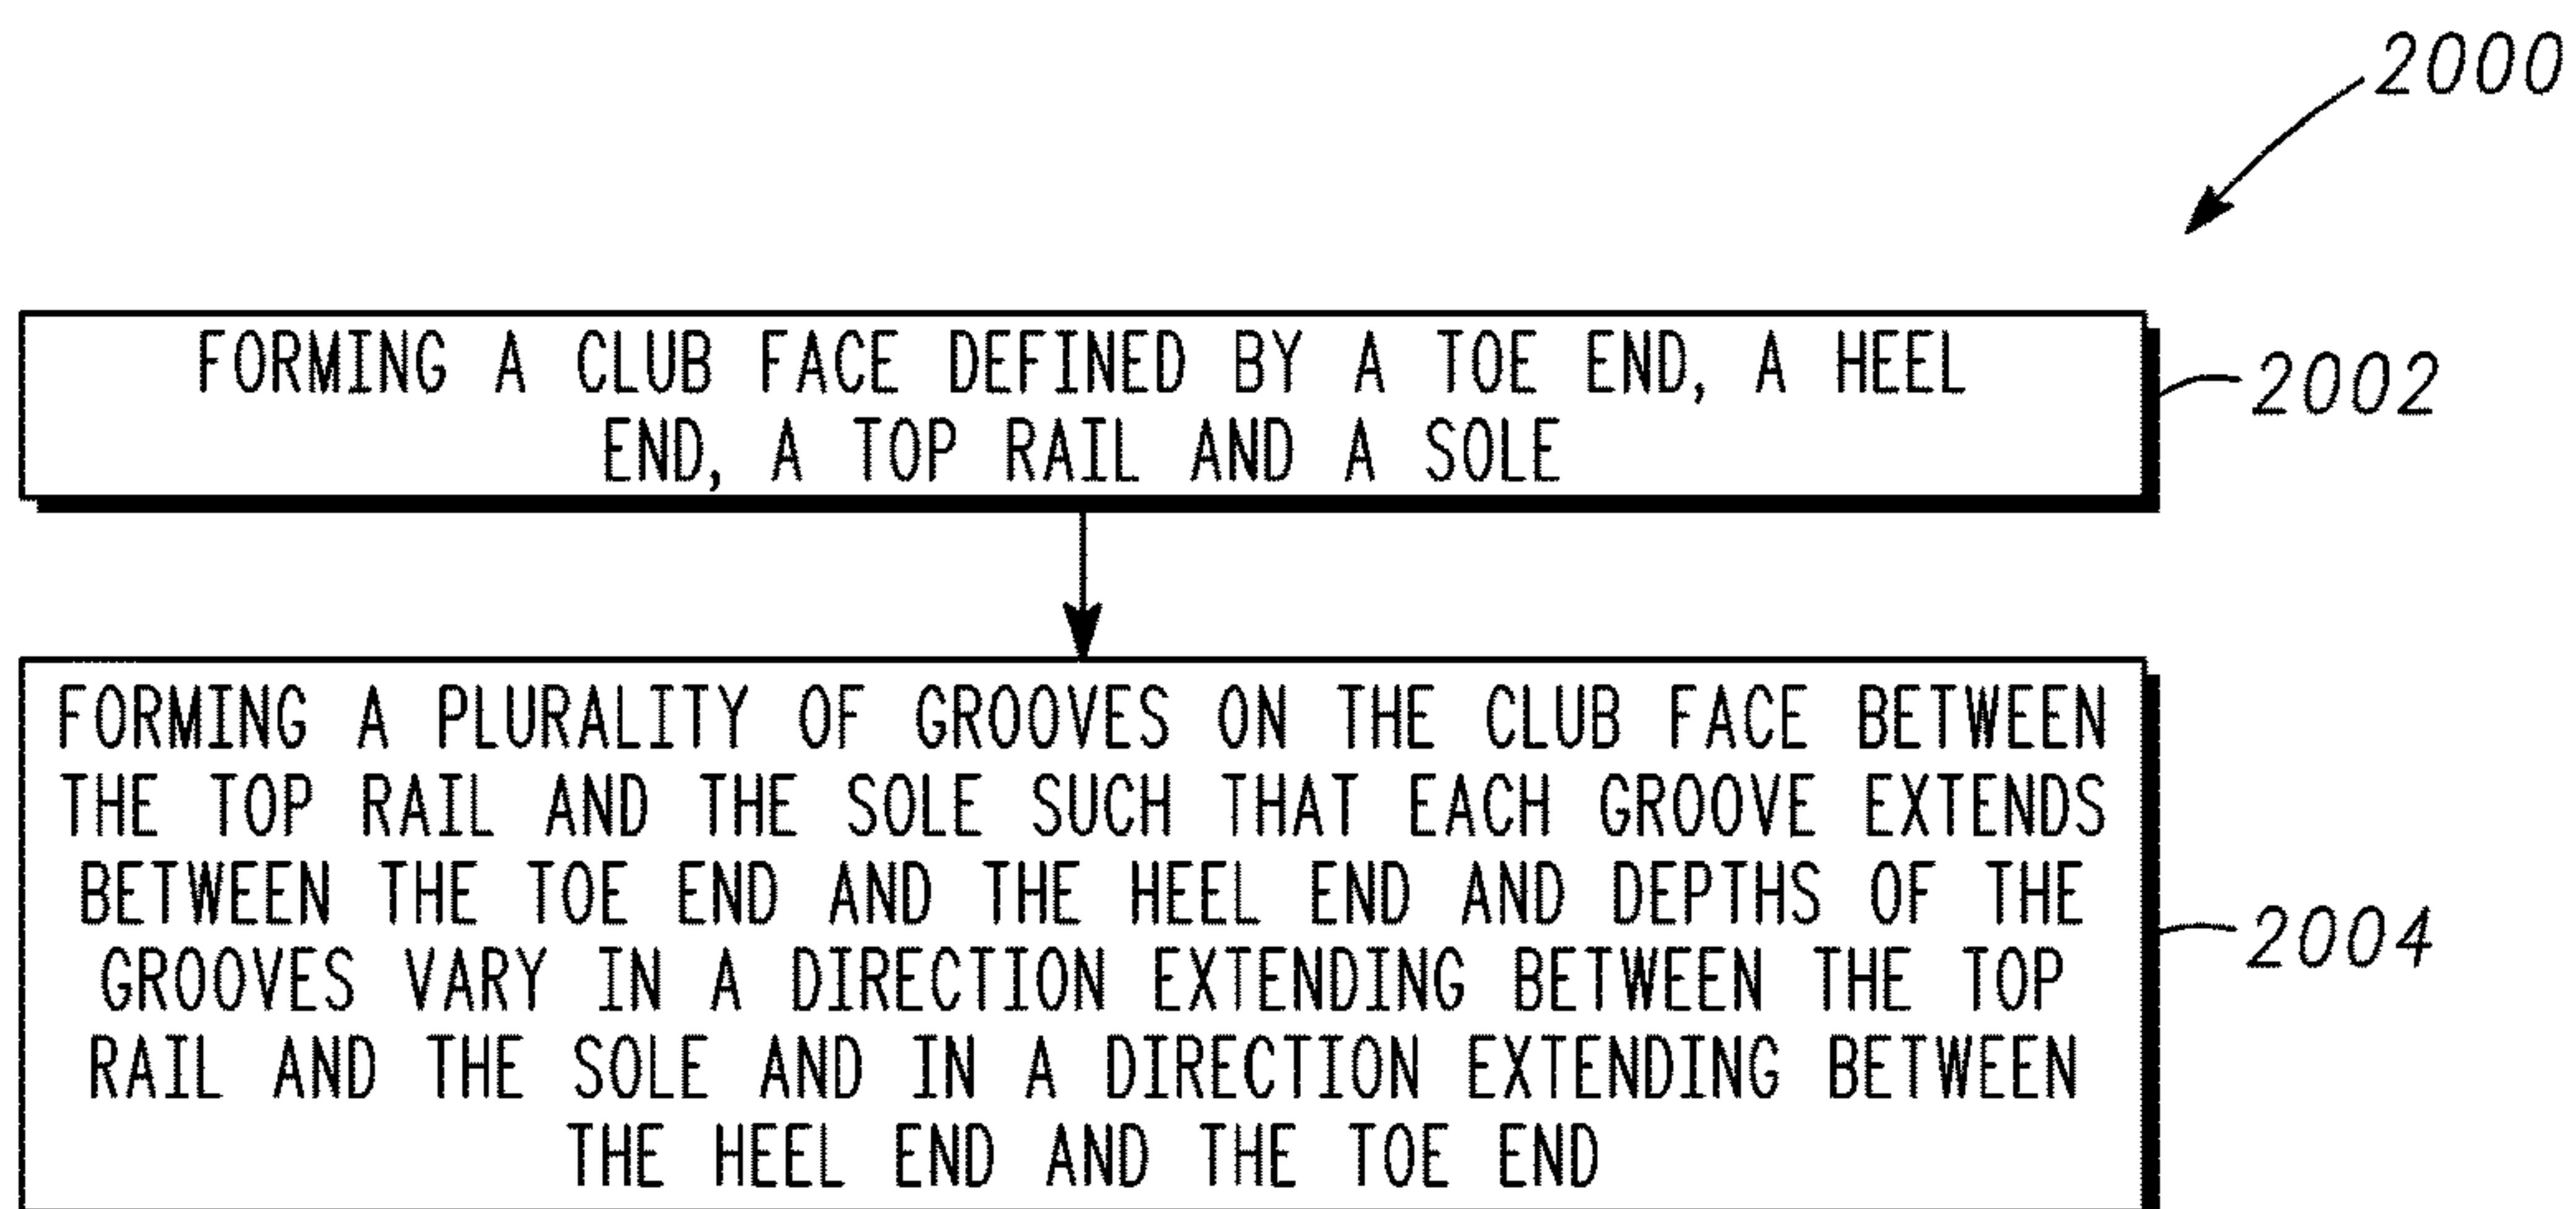 2000
FORMING A CLUB FACE DEFINED BY A TOE END, A HEEL
END, A TOP RAIL AND A SOLE
2002
FORMING A PLURALITY OF GROOVES ON THE CLUB FACE BETWEEN
THE TOP RAIL AND THE SOLE SUCH THAT EACH GROOVE EXTENDS
BETWEEN THE TOE END AND THE HEEL END AND DEPTHS OF THE
GROOVES VARY IN A DIRECTION EXTENDING BETWEEN THE TOP
RAIL AND THE SOLE AND IN A DIRECTION EXTENDING BETWEEN
THE HEEL END AND THE TOE END
2004